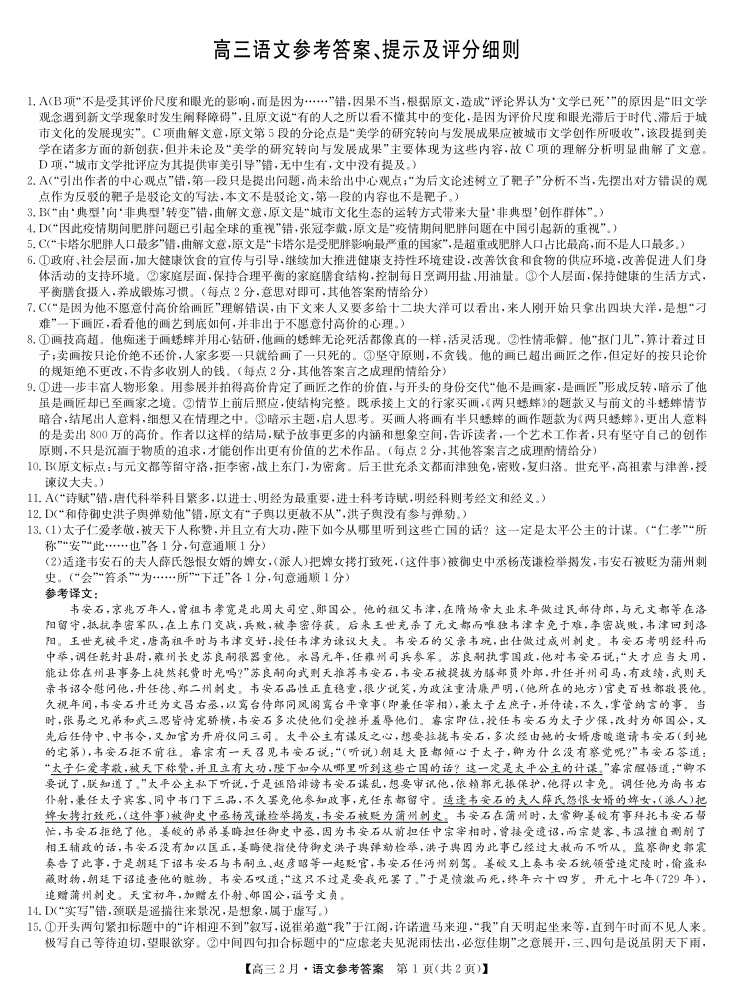 高三语文参考答案、提示及评分细则
1. A(B项“不是受其评价尺度和眼光的影响,而是因为……”错,因果不当,根据原文,造成“评论界认为‘文学已死’”的原因是“旧文学
观念遇到新文学现象时发生阐释障碍”,且原文说“有的人之所以看不懂其中的变化,是因为评价尺度和眼光滞后于时代、滞后于城
市文化的发展现实”。C项曲解文意,原文第5段的分论点是“美学的研究转向与发展成果应被城市文学创作所吸收”,该段提到美
学在诸多方面的新创获,但并未论及“美学的研究转向与发展成果”主要体现为这些内容,故C项的理解分析明显曲解了文意。
D项,“城市文学批评应为其提供审美引导”错,无中生有,文中没有提及。)
2. A(“引出作者的中心观点”错,第一段只是提出问题,尚未给出中心观点;“为后文论述树立了靶子”分析不当,先摆出对方错误的观
点作为反驳的靶子是驳论文的写法,本文不是驳论文,第一段的内容也不是靶子。)
3. B(“由‘典型’向‘非典型’转变”错,曲解文意,原文是“城市文化生态的运转方式带来大量‘非典型’创作群体”。)
4. D(“因此疫情期间肥胖问题已引起全球的重视”错,张冠李戴,原文是“疫情期间肥胖问题在中国引起新的重视”。)
5. C(“卡塔尔肥胖人口最多”错,曲解文意,原文是“卡塔尔是受肥胖影响最严重的国家”,是超重或肥胖人口占比最高,而不是人口最多。)
6. ①政府、社会层面,加大健康饮食的宣传与引导,继续加大推进健康支持性环境建设,改善饮食和食物的供应环境,改善促进人们身
体活动的支持环境。②家庭层面,保持合理平衡的家庭膳食结构,控制每日烹调用盐、用油量。③个人层面,保持健康的生活方式,
平衡膳食摄入,养成锻炼习惯。(每点2分,意思对即可,其他答案酌情给分)
7. C(“是因为他不愿意付高价给画匠”理解错误,由下文来人又要多给十二块大洋可以看出,来人刚开始只拿出四块大洋,是想“刁
难”一下画匠,看看他的画艺到底如何,并非出于不愿意付高价的心理。)
8. ①画技高超。他痴迷于画蟋蟀并用心钻研,他画的蟋蟀无论死活都像真的一样,活灵活现。②性情乖僻。他“抠门儿”,算计着过日
子;卖画按只论价绝不还价,人家多要一只就给画了一只死的。③坚守原则,不贪钱。他的画已超出画匠之作,但定好的按只论价
的规矩绝不更改,不肯多收别人的钱。(每点2分,其他答案言之成理酌情给分)
9. ①进一步丰富人物形象。用参展并拍得高价肯定了画匠之作的价值,与开头的身份交代“他不是画家,是画匠”形成反转,暗示了他
虽是画匠却已至画家之境。②情节上前后照应,使结构完整。既承接上文的行家买画,《两只蟋蟀》的题款又与前文的斗蟋蟀情节
暗合,结尾出人意料,细想又在情理之中。③暗示主题,启人思考。买画人将画有半只蟋蟀的画作题款为《两只蟋蟀》,更出人意料
的是卖出800万的高价。作者以这样的结局,赋予故事更多的内涵和想象空间,告诉读者,一个艺术工作者,只有坚守自己的创作
原则,不只是沉湎于物质的追求,才能创作出更有价值的艺术作品。(每点2分,其他答案言之成理酌情给分)
10. B(原文标点:与元文都等留守洛,拒李密,战上东门,为密禽。后王世充杀文都而津独免,密败,复归洛。世充平,高祖素与津善,授
谏议大夫。)
11. A(“诗赋”错,唐代科举科目繁多,以进士、明经为最重要,进士科考诗赋,明经科则考经文和经义。)
12. D(“和侍御史洪子舆弹劾他”错,原文有“子舆以更赦不从”,洪子舆没有参与弹劾。)
13. (1)太子仁爱孝敬,被天下人称赞,并且立有大功,陛下如今从哪里听到这些亡国的话?这一定是太平公主的计谋。(“仁孝”“所
称”“安”“此……也”各1分,句意通顺1分)
(2)适逢韦安石的夫人薛氏怨恨女婿的婢女,(派人)把婢女拷打致死,(这件事)被御史中丞杨茂谦检举揭发,韦安石被贬为蒲州刺
史。(“会”“笞杀”“为……所”“下迁”各1分,句意通顺1分)
参考译文:
韦安石,京兆万年人,曾祖韦孝宽是北周大司空、郧国公。他的祖父韦津,在隋炀帝大业末年做过民部侍郎,与元文都等在洛
阳留守,抵抗李密军队,在上东门交战,兵败,被李密俘获。后来王世充杀了元文都而唯独韦津幸免于难,李密战败,韦津回到洛
阳。王世充被平定,唐高祖平时与韦津交好,授任韦津为谏议大夫。韦安石的父亲韦琬,出仕做过成州刺史。韦安石考明经科而
中举,调任乾封县尉,雍州长史苏良嗣很器重他。永昌元年,任雍州司兵参军。苏良嗣执掌国政,他对韦安石说:“大才应当大用,
能让你在州县事务上徒然耗费时光吗?”苏良嗣向武则天推荐韦安石,韦安石被提拔为膳部员外郎,升任并州司马,有政绩,武则天
亲书诏令慰问他,升任德、郑二州刺史。韦安石品性正直稳重,很少说笑,为政注重清廉严明,(他所在的地方)官吏百姓都敬畏他。
久视年间,韦安石升迁为文昌右丞,以鸾台侍郎同凤阁鸾台平章事(即兼任宰相),兼太子左庶子,并侍读,不久,掌管纳言的事。当
时,张易之兄弟和武三思皆恃宠骄横,韦安石多次使他们受挫并羞辱他们。睿宗即位,授任韦安石为太子少保,改封为郇国公,又
先后任侍中、中书令,又加官为开府仪同三司。太平公主有谋反之心,想要拉拢韦安石,多次经由她的女婿唐晙邀请韦安石(到她
的宅第),韦安石拒不前往。睿宗有一天召见韦安石说:“(听说)朝廷大臣都倾心于太子,卿为什么没有察觉呢?”韦安石答道:
“太子仁爱孝敬,被天下称赞,并且立有大功,陛下如今从哪里听到这些亡国的话?这一定是太平公主的计谋。”睿宗醒悟道:“卿不
要说了,朕知道了。”太平公主私下听说,于是诬陷诽谤韦安石谋乱,想要审讯他,依赖郭元振保护,他得以幸免。调任他为尚书右
仆射,兼任太子宾客、同中书门下三品,不久罢免他参知政事,充任东都留守。适逢韦安石的夫人薛氏怨恨女婿的婢女,(派人)把
婢女拷打致死,(这件事)被御史中丞杨茂谦检举揭发,韦安石被贬为蒲州刺史。韦安石在蒲州时,太常卿姜皎有事拜托韦安石帮
忙,韦安石拒绝了他。姜皎的弟弟姜晦担任御史中丞,因为韦安石从前担任中宗宰相时,曾接受遗诏,而宗楚客、韦温擅自删削了
相王辅政的话,韦安石没有加以匡正,姜晦便指使侍御史洪子舆弹劾检举,洪子舆因为此事已经过大赦而不听从。监察御史郭震
奏告了此事,于是朝廷下诏韦安石与韦嗣立、赵彦昭等一起贬官,韦安石任沔州别驾。姜皎又上奏韦安石统领营造定陵时,偷盗私
藏财物,朝廷下诏追查他的赃物。韦安石叹道:“这只不过是要我死罢了。”于是愤激而死,终年六十四岁。开元十七年(729年),
追赠蒲州刺史。天宝初年,加赠左仆射、郇国公,谥号文贞。
14. D(“实写”错,颈联是遥揣往来景况,是想象,属于虚写。)
15. ①开头两句紧扣标题中的“许相迎不到”叙写,说崔弟邀“我”于江阁,许诺遣马来迎,“我”自天明起坐来等,直到午时而不见人来。
极写自己等待迫切,望眼欲穿。②中间四句扣合标题中的“应虑老夫见泥雨怯出,必愆佳期”之意展开,三、四句是说虽阴天下雨,
【高三2月·语文参考答案 第1页(共2页)】